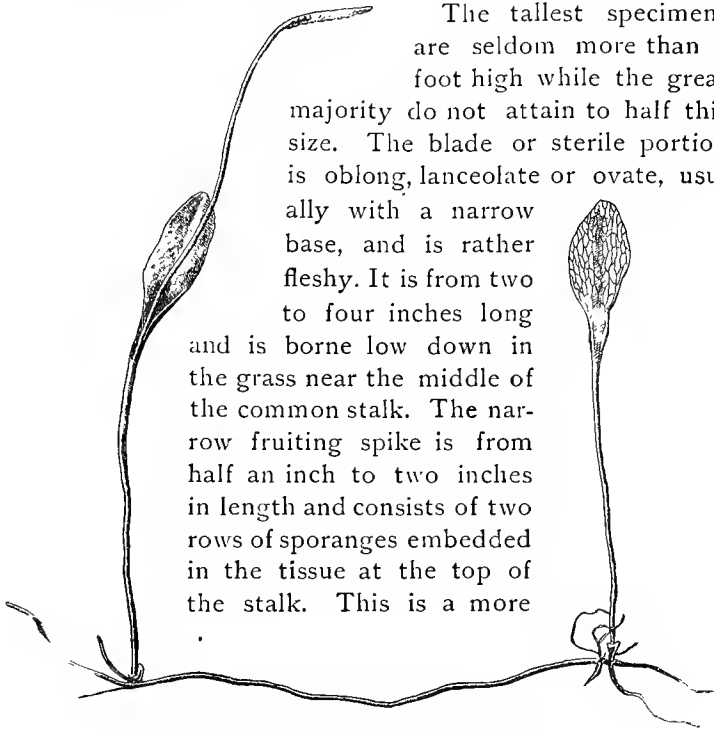 The tallest specimen
are seldom more than
foot high while the grea
majority do not attain to half thi
size. The blade or sterile portio
is oblong, lanceolate or ovate, usu
ally with a narrow
base, and is rather
fleshy. It is from two
to four inches long
and is borne low down in
the grass near the middle of
the common stalk. The nar-
row fruiting spike is from
half an inch to two inches
in length and consists of two
rows of sporanges embedded
in the tissue at the top of
the stalk. This is a more